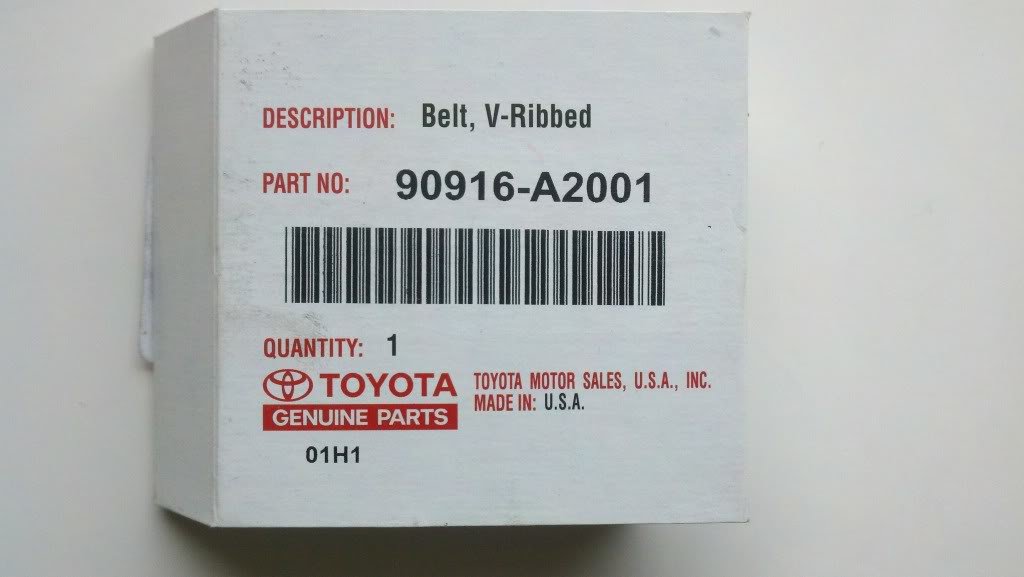 DESCRIPTION: Belt, V-Ribbed
PART NO: 90916-A2001
QUANTITY: 1
TOYOTA
GENUINE PARTS
TOYOTA MOTOR SALES, U.S.A., INC.
MADE IN: U.S.A.
01H1